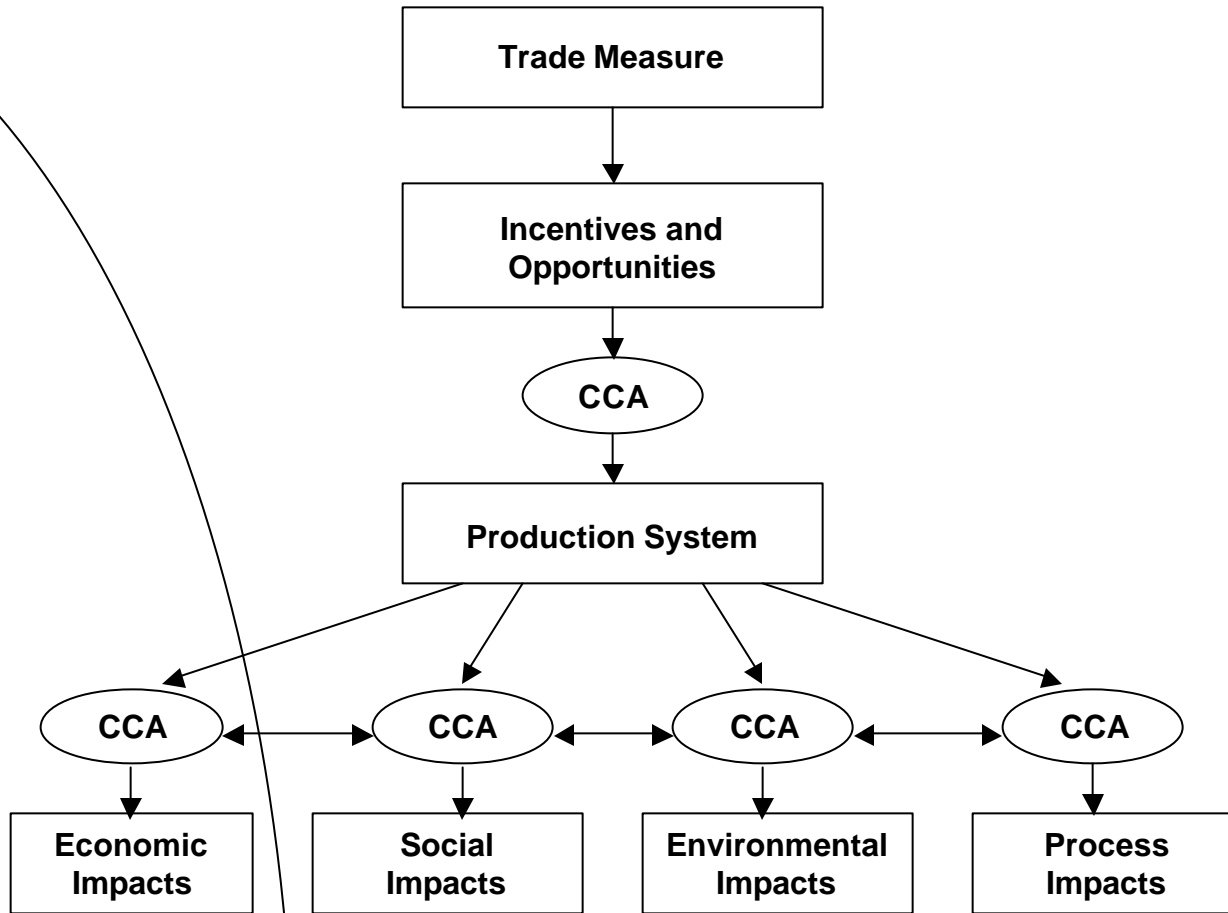 Trade Measure
Incentives and
Opportunities
CCA
Production System
CCA
CCA
CCA
CCA
Economic
Impacts
Social
Impacts
Environmental
Impacts
Process
Impacts